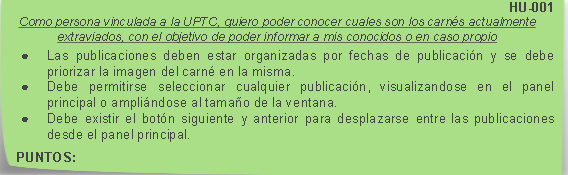 HU-001
Como persona vinculada a la UPTC, quiero poder conocer cuales son los carnés actualmente
extraviados, con el objetivo de poder informar a mis conocidos o en caso propio
• Las publicaciones deben estar organizadas por fechas de publicación y se debe
priorizar la imagen del carné en la misma.
• Debe permitirse seleccionar cualquier publicación, visualizandose en el panel
principal o ampliándose al tamaño de la ventana.
• Debe existir el botón siguiente y anterior para desplazarse entre las publicaciones
desde el panel principal.
PUNTOS: